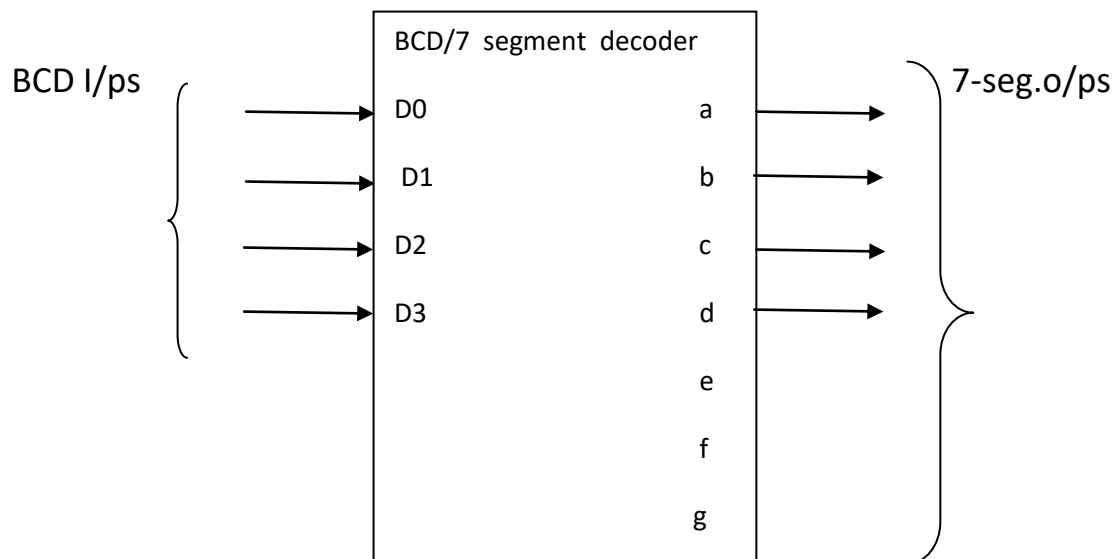 BCD/7 segment decoder
BCD I/ps
7-seg.o/ps
D0
a
D1
b
D2
c
D3
d
e
f
g